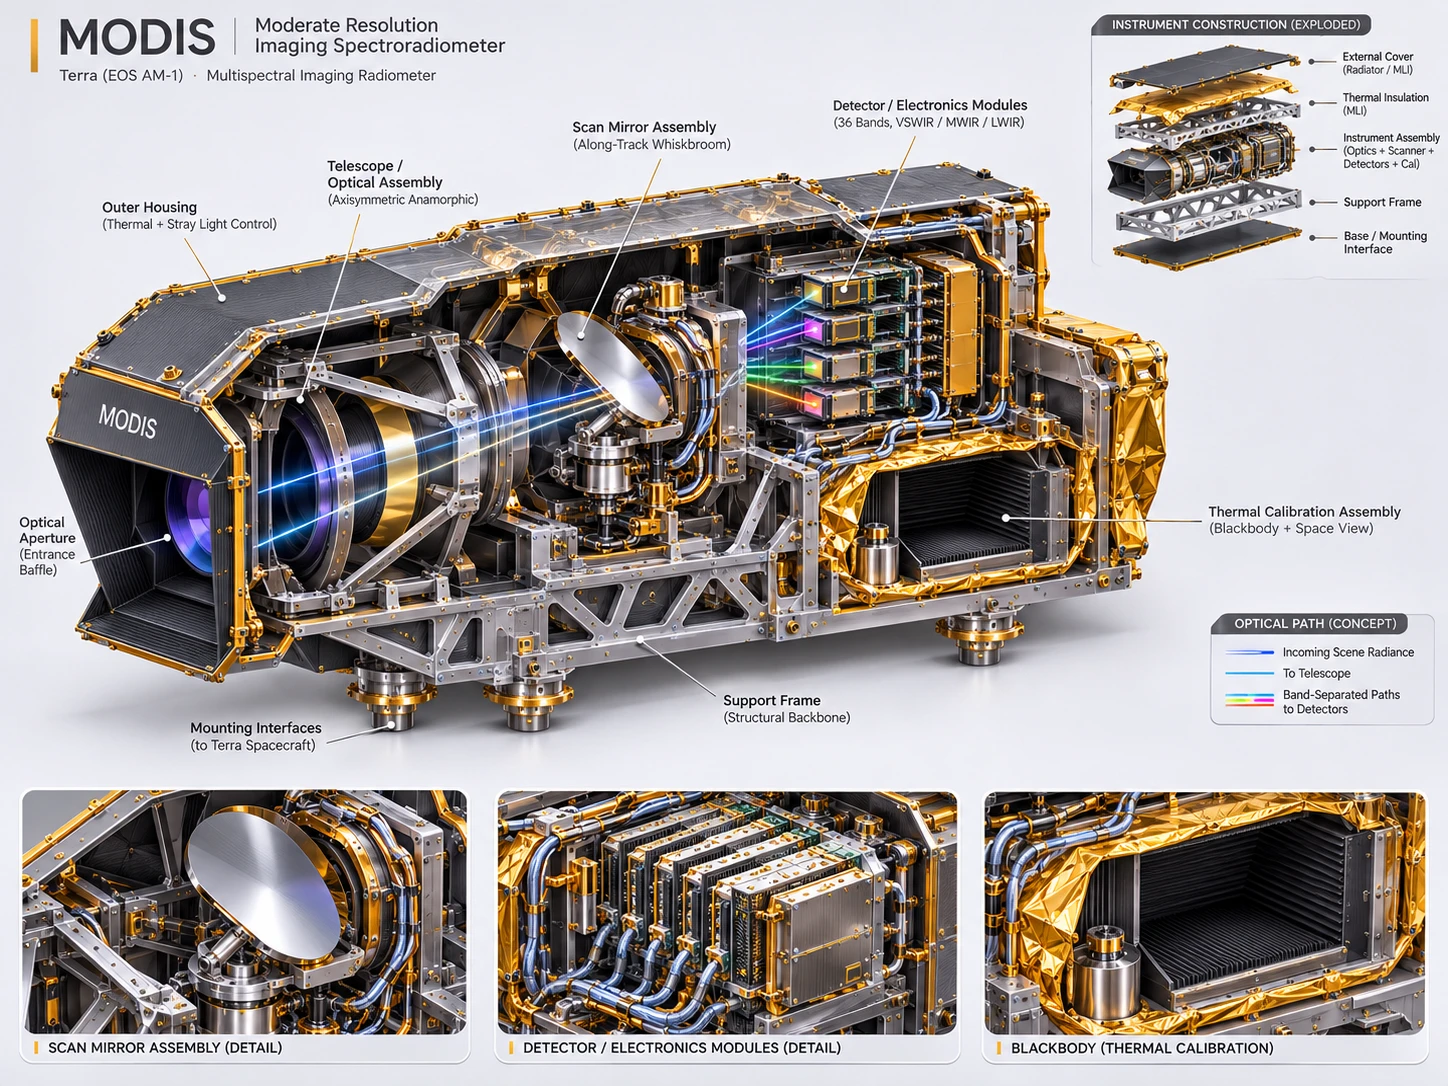 MODIS
Moderate Resolution
Imaging Spectroradiometer
Terra (EOS AM-1) · Multispectral Imaging Radiometer
INSTRUMENT CONSTRUCTION (EXPLODED)
External Cover
(Radiator / MLI)
Thermal Insulation
(MLI)
Instrument Assembly
(Optics + Scanner +
Detectors + Cal)
Support Frame
Base / Mounting
Interface
Detector / Electronics Modules
(36 Bands, VSWIR / MWIR / LWIR)
Scan Mirror Assembly
(Along-Track Whiskbroom)
Telescope /
Optical Assembly
(Axisymmetric Anamorphic)
Outer Housing
(Thermal + Stray Light Control)
MODIS
Optical
Aperture
(Entrance
Baffle)
Thermal Calibration Assembly
(Blackbody + Space View)
OPTICAL PATH (CONCEPT)
Incoming Scene Radiance
To Telescope
Band-Separated Paths
to Detectors
Support Frame
(Structural Backbone)
Mounting Interfaces
(to Terra Spacecraft)
SCAN MIRROR ASSEMBLY (DETAIL)
DETECTOR / ELECTRONICS MODULES (DETAIL)
BLACKBODY (THERMAL CALIBRATION)